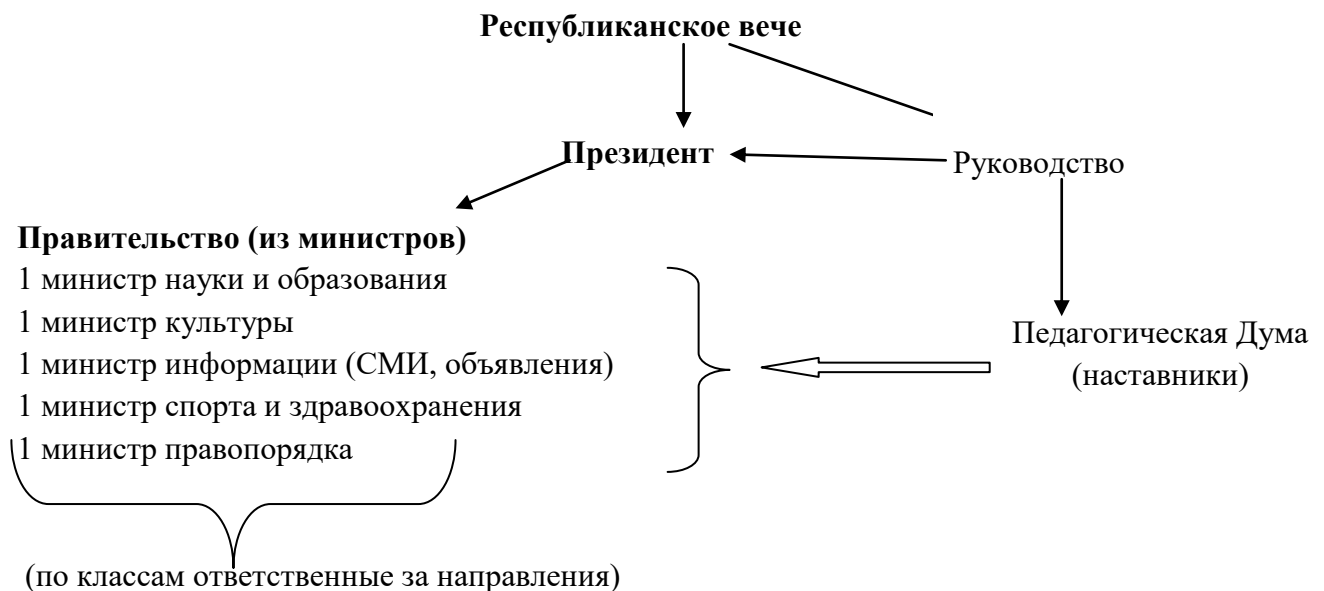 Республиканское вече
Президент
Руководство
Правительство (из министров)
1 министр науки и образования
1 министр культуры
1 министр информации (СМИ, объявления)
1 министр спорта и здравоохранения
1 министр правопорядка
Педагогическая Дума
(наставники)
(по классам ответственные за направления)